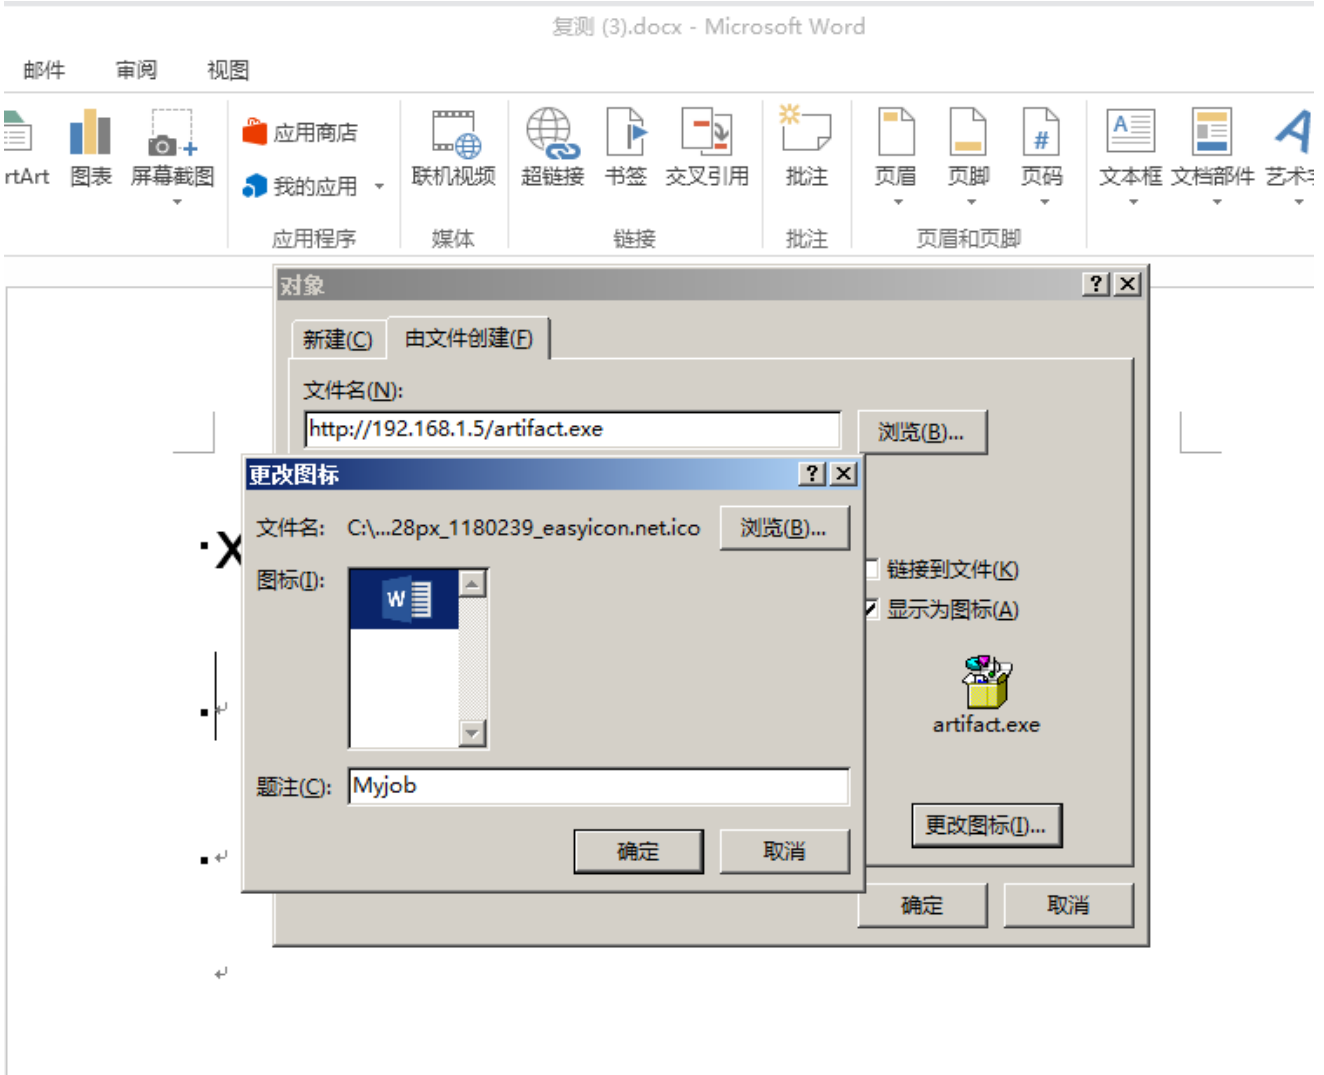 复测 (3).docx - Microsoft Word
邮件 审阅 视图
rtArt 图表 屏幕截图 应用商店 我的应用 联机视频 超链接 书签 交叉引用 批注 页眉 页脚 页码 文本框 文档部件 艺术
应用程序 媒体 链接 批注 页眉和页脚
对象
新建(C) 由文件创建(F)
文件名(N):
http://192.168.1.5/artifact.exe 浏览(B)...
更改图标
文件名: C:\...28px_1180239_easyicon.net.ico 浏览(B)...
图标(I):
链接到文件(K)
显示为图标(A)
artifact.exe
题注(C): Myjob
更改图标(I)...
确定 取消
确定 取消